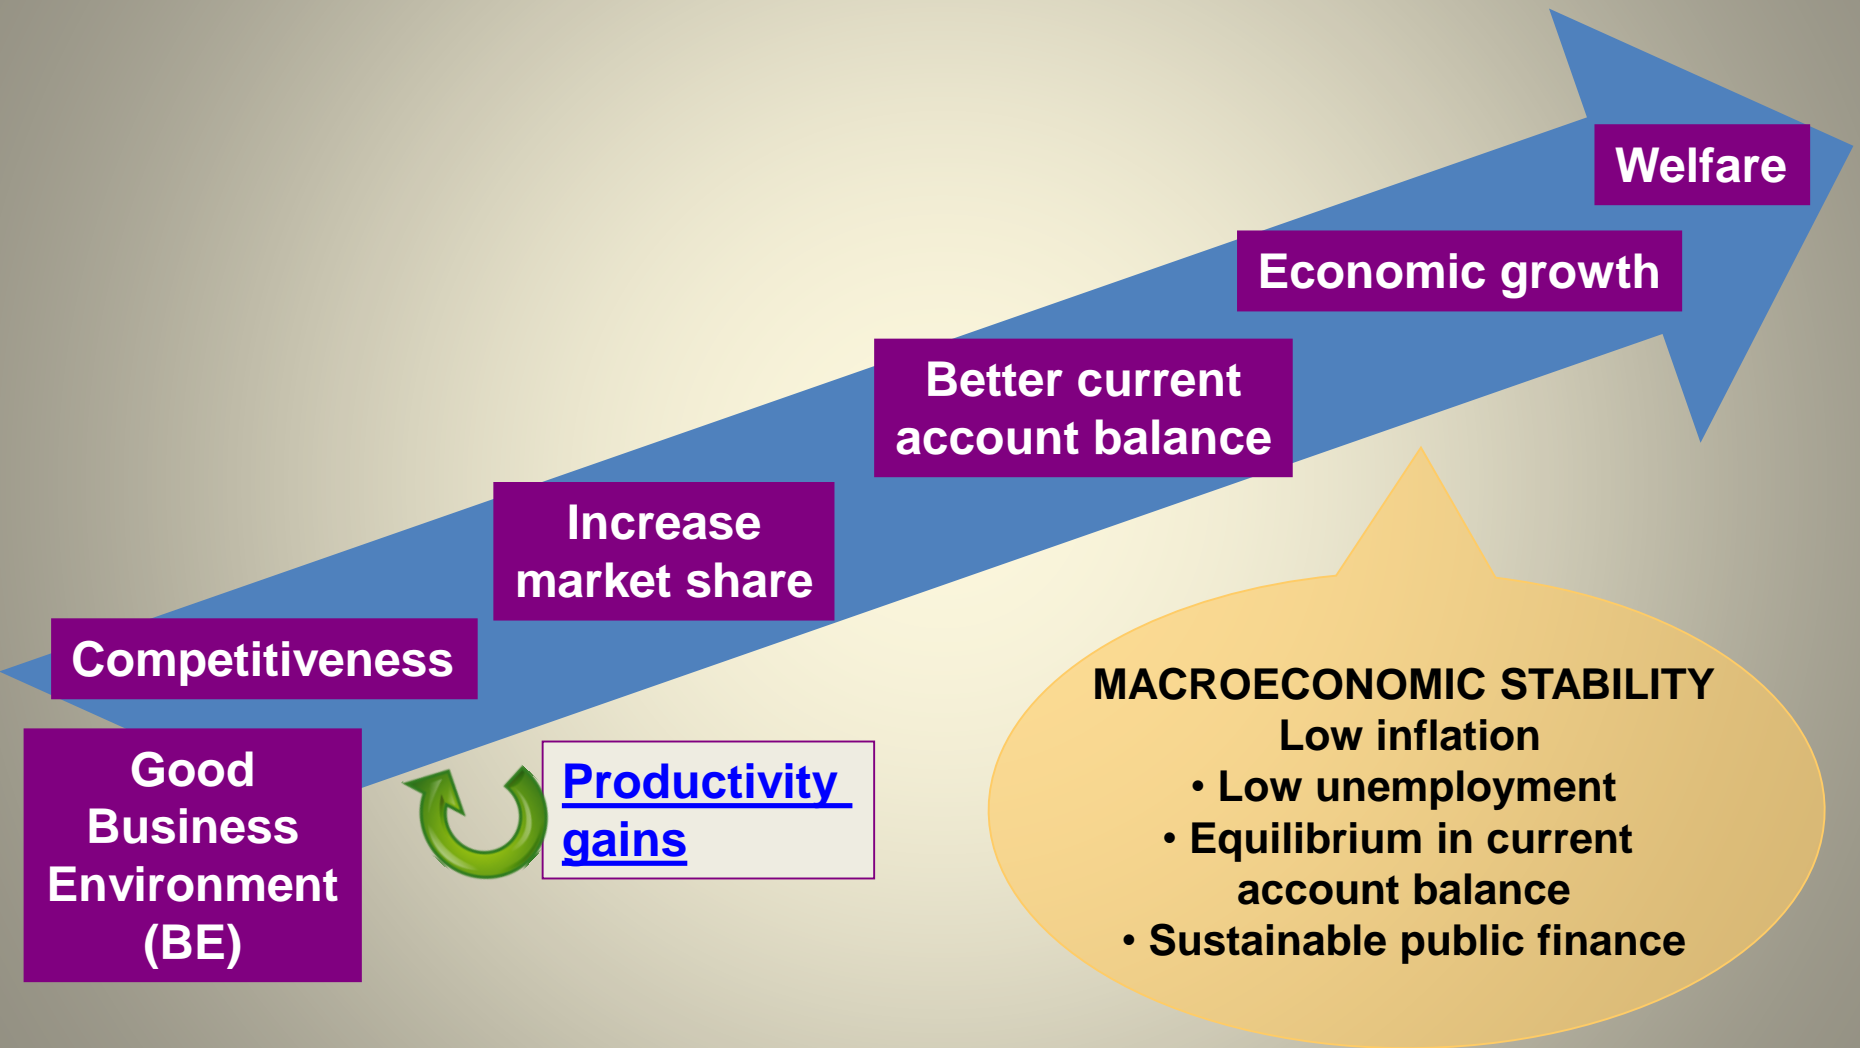 Welfare
Economic growth
Better current
account balance
Increase
market share
Competitiveness
Good
Business
Environment
(BE)
Productivity
gains
MACROECONOMIC STABILITY
Low inflation
• Low unemployment
• Equilibrium in current
account balance
• Sustainable public finance